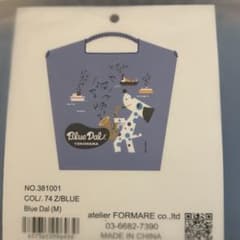 Blue Dal
YOKOHAMA
NO.381001
COL/. 74 Z/BLUE
Blue Dal (M)
atelier FORMARE co.,ltd
03-6682-7390
MADE IN CHINA